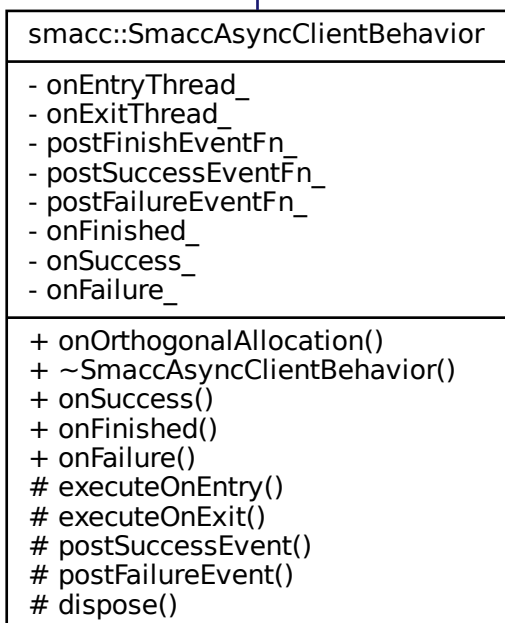 smacc::SmaccAsyncClientBehavior
- onEntryThread_
- onExitThread_
- postFinishEventFn_
- postSuccessEventFn_
- postFailureEventFn_
- onFinished_
- onSuccess_
- onFailure_
+ onOrthogonalAllocation()
+ ~SmaccAsyncClientBehavior()
+ onSuccess()
+ onFinished()
+ onFailure()
# executeOnEntry()
# executeOnExit()
# postSuccessEvent()
# postFailureEvent()
# dispose()